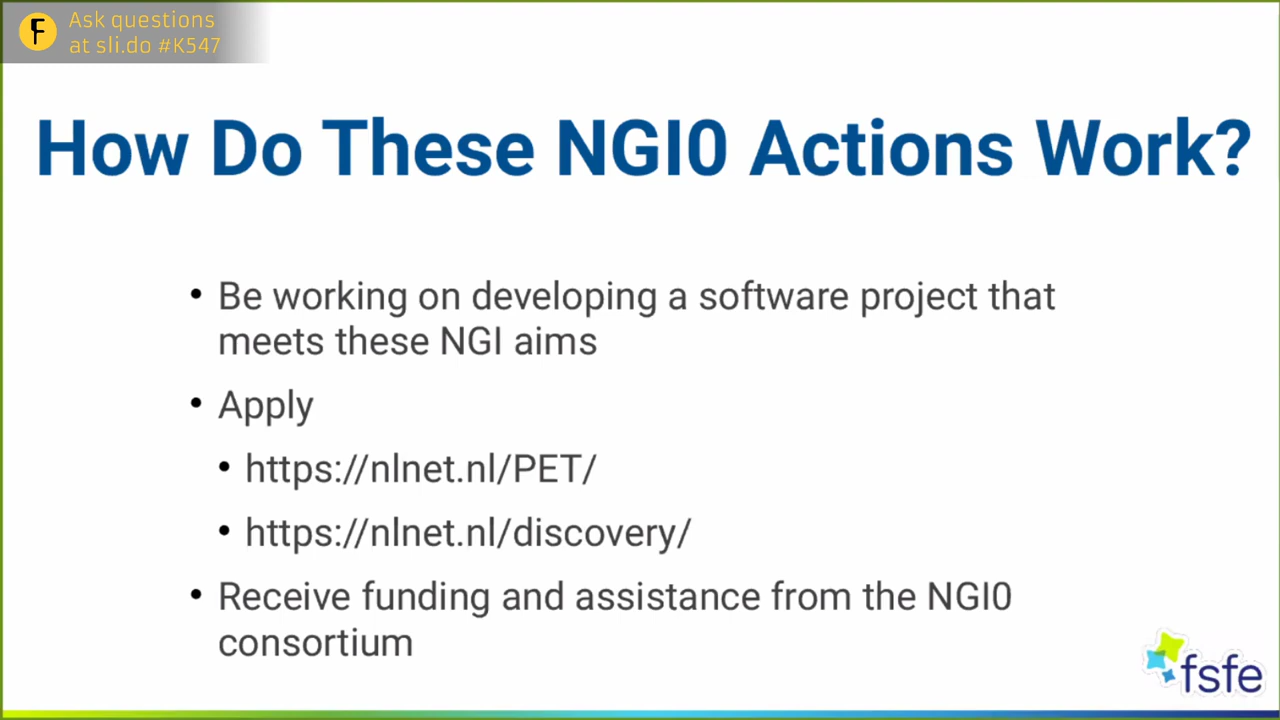 F
Ask questions
at sli.do #K547
How Do These NGI0 Actions Work?
• Be working on developing a software project that
meets these NGI aims
• Apply
• https://nlnet.nl/PET/
• https://nlnet.nl/discovery/
• Receive funding and assistance from the NGI0
consortium
fsfe